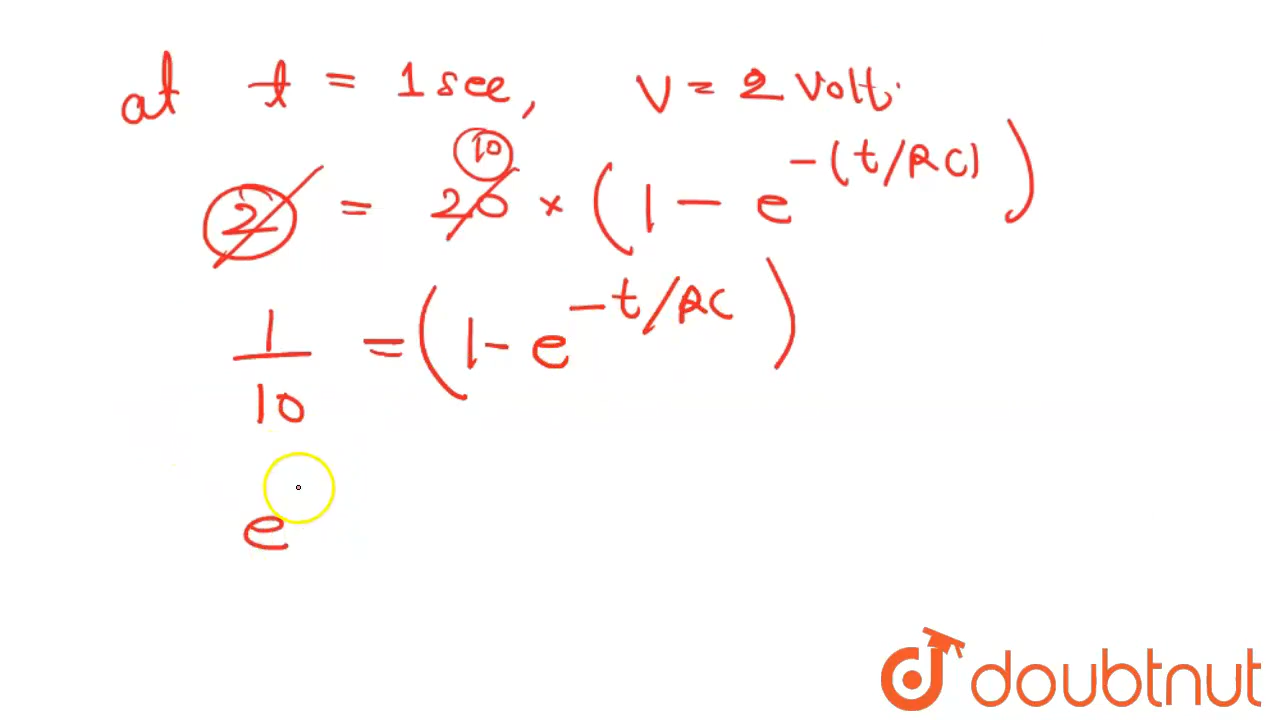 at t = 1 sec, V = 2 Volt.
2 = 20 10 × ( 1 - e^-(t/RC) )
1/10 = ( 1 - e^-t/RC )
e
doubtnut